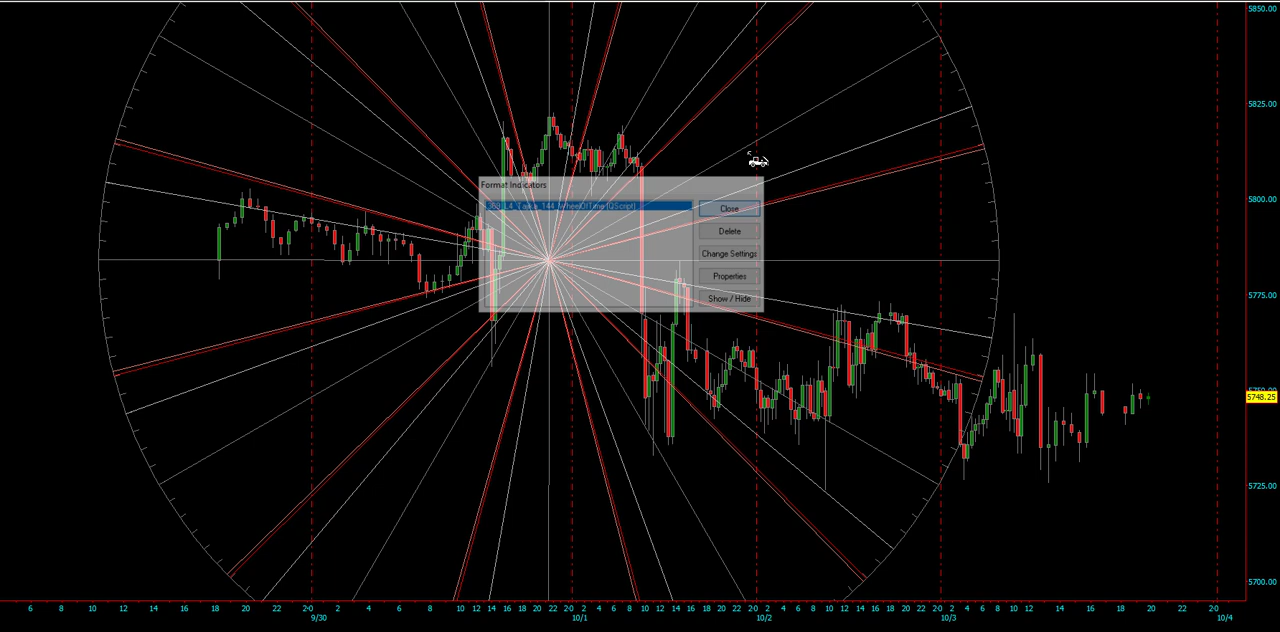 5850.00
5825.00
5800.00
5775.00
5748.25
5725.00
5700.00
Format Indicators
Close
Delete
Change Settings
Properties
Show / Hide
6 8 10 12 14 16 18 20 22 20 2 4 6 8 10 12 14 16 18 20 22 20 2 4 6 8 10 12 14 16 18 20 22 20 2 4 6 8 10 12 14 16 18 20 22 20 2 4 6 8 10 12 14 16 18 20 22 20
9/30 10/1 10/2 10/3 10/4